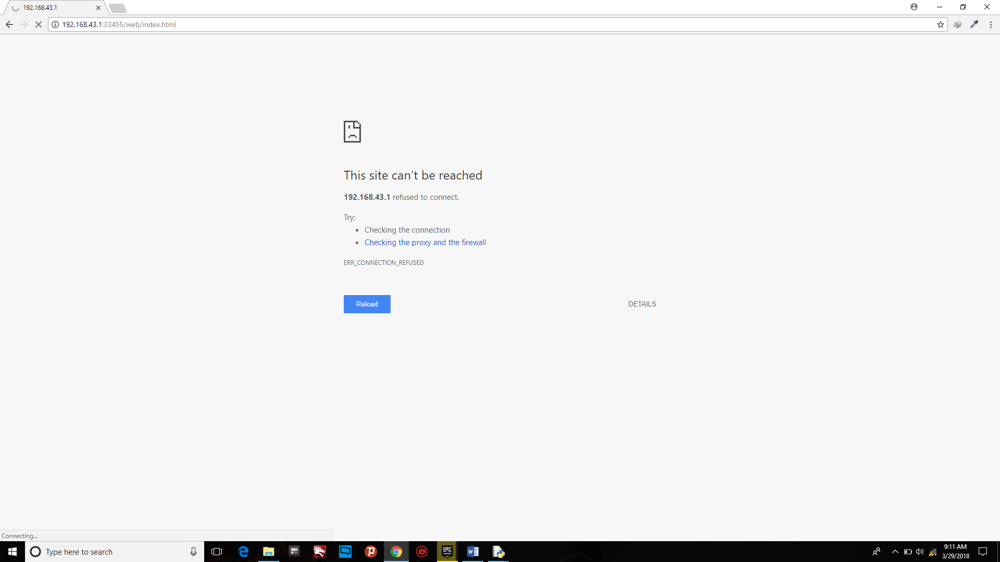 192.168.43.1
192.168.43.1:33455/web/index.html
This site can’t be reached
192.168.43.1 refused to connect.
Try:
Checking the connection
Checking the proxy and the firewall
ERR_CONNECTION_REFUSED
Reload
DETAILS
Connecting...
Type here to search
EPIC
GAMES
9:11 AM
3/29/2018